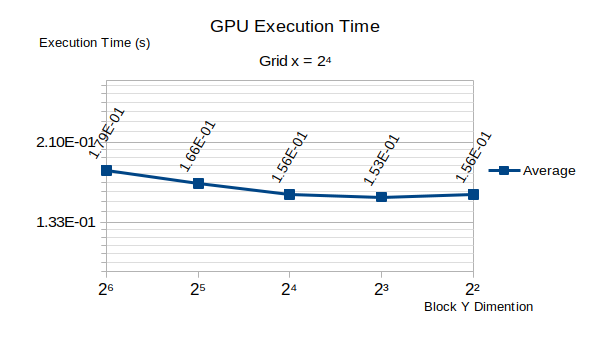 GPU Execution Time
Execution Time (s)
Grid x = 2⁴
1.79E-01
1.66E-01
1.56E-01
1.53E-01
1.56E-01
2.10E-01
1.33E-01
Average
2⁶ 2⁵ 2⁴ 2³ 2²
Block Y Dimention